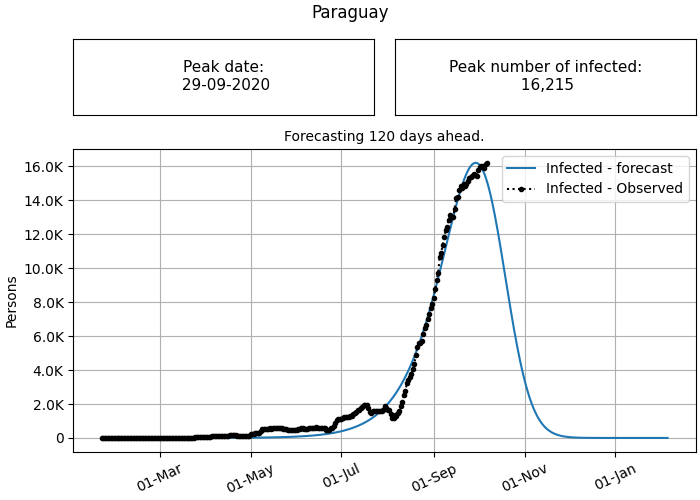 Paraguay
Peak date:
29-09-2020
Peak number of infected:
16,215
Forecasting 120 days ahead.
16.0K
14.0K
12.0K
10.0K
8.0K
6.0K
4.0K
2.0K
0
Persons
Infected - forecast
Infected - Observed
01-Mar
01-May
01-Jul
01-Sep
01-Nov
01-Jan